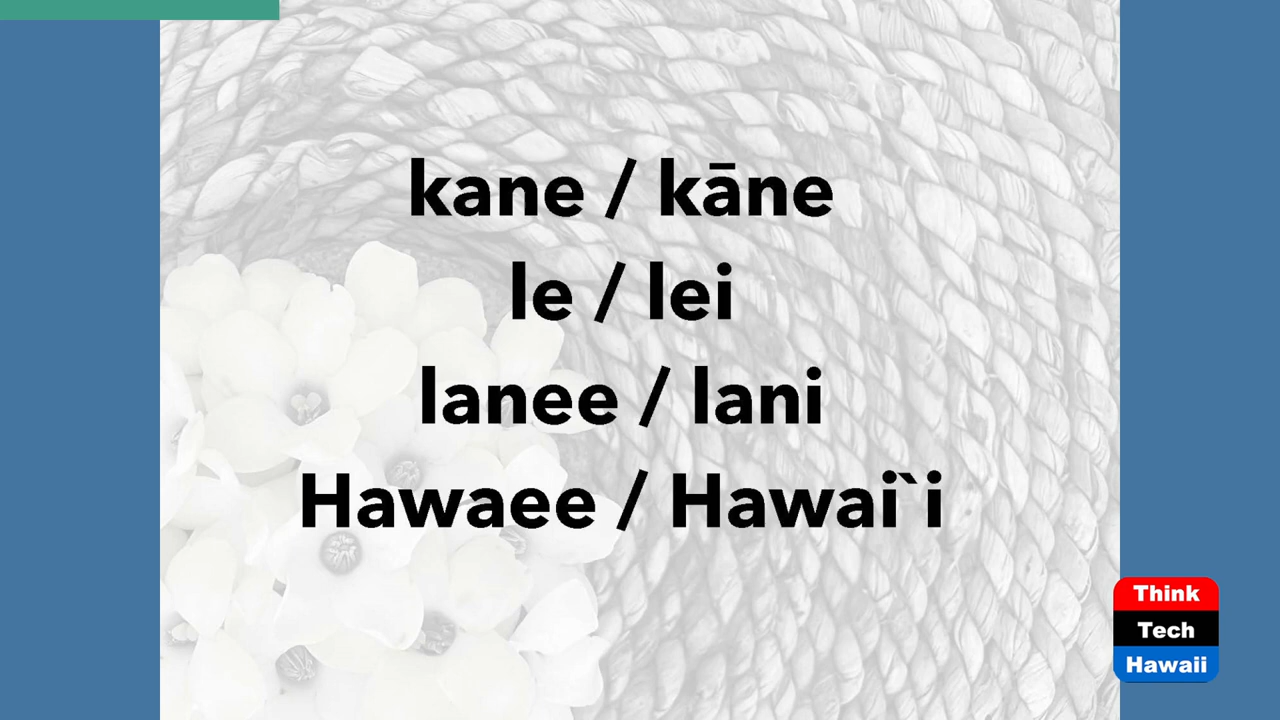 kane / kāne
le / lei
lanee / lani
Hawaee / Hawai`i
Think
Tech
Hawaii